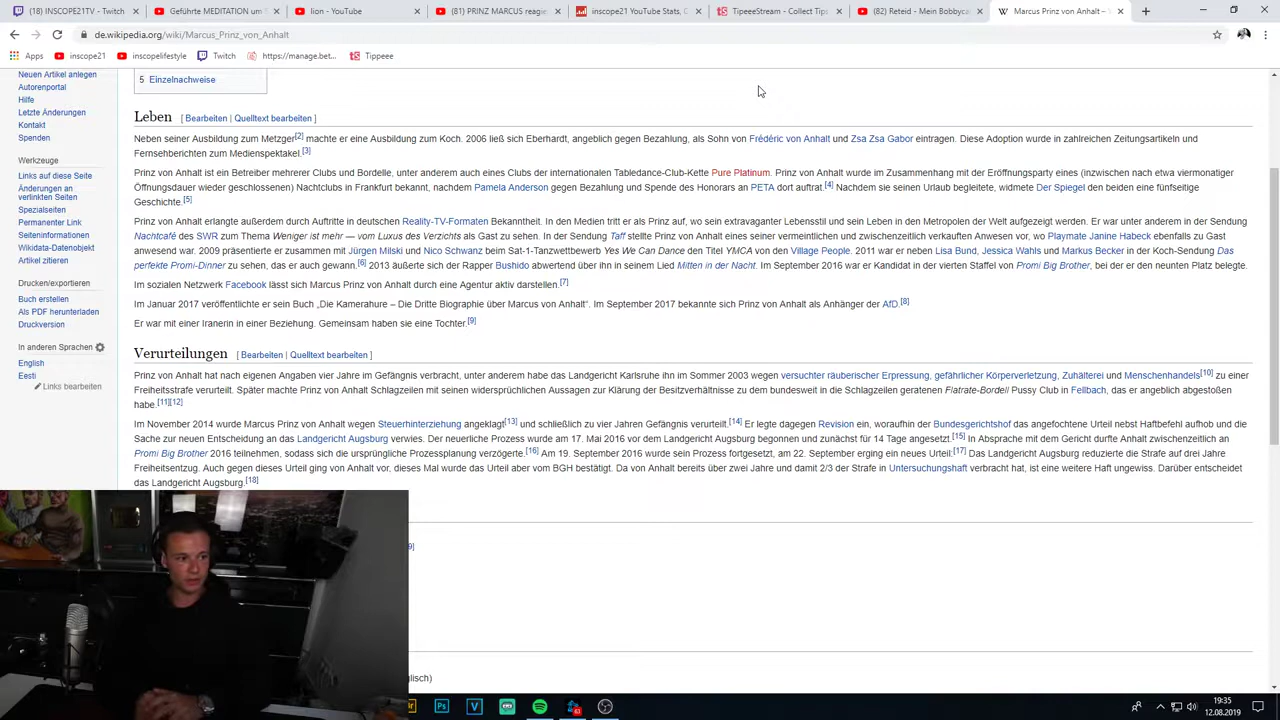 (18) INSCOPE21TV - Twitch
Geführte MEDITATION um T
lion - YouTube
(81) PRINZ MARCUS reagie
inscope21 YouTube Stats, C
TipeeeStream - Collect Tips
(82) Reteid - Mein Bobbyca
Marcus Prinz von Anhalt –
de.wikipedia.org/wiki/Marcus_Prinz_von_Anhalt
Apps inscope21 inscopelifestyle Twitch https://manage.bet... Tippeee
Neuen Artikel anlegen
Autorenportal
Hilfe
Letzte Änderungen
Kontakt
Spenden
Werkzeuge
Links auf diese Seite
Änderungen an
verlinkten Seiten
Spezialseiten
Permanenter Link
Seiteninformationen
Wikidata-Datenobjekt
Artikel zitieren
Drucken/exportieren
Buch erstellen
Als PDF herunterladen
Druckversion
In anderen Sprachen
English
Eesti
Links bearbeiten
5 Einzelnachweise
Leben [ Bearbeiten | Quelltext bearbeiten ]
Neben seiner Ausbildung zum Metzger[2] machte er eine Ausbildung zum Koch. 2006 ließ sich Eberhardt, angeblich gegen Bezahlung, als Sohn von Frédéric von Anhalt und Zsa Zsa Gabor eintragen. Diese Adoption wurde in zahlreichen Zeitungsartikeln und
Fernsehberichten zum Medienspektakel.[3]
Prinz von Anhalt ist ein Betreiber mehrerer Clubs und Bordelle, unter anderem auch eines Clubs der internationalen Tabledance-Club-Kette Pure Platinum. Prinz von Anhalt wurde im Zusammenhang mit der Eröffnungsparty eines (inzwischen nach etwa viermonatiger
Öffnungsdauer wieder geschlossenen) Nachtclubs in Frankfurt bekannt, nachdem Pamela Anderson gegen Bezahlung und Spende des Honorars an PETA dort auftrat.[4] Nachdem sie seinen Urlaub begleitete, widmete Der Spiegel den beiden eine fünfseitige
Geschichte.[5]
Prinz von Anhalt erlangte außerdem durch Auftritte in deutschen Reality-TV-Formaten Bekanntheit. In den Medien tritt er als Prinz auf, wo sein extravaganter Lebensstil und sein Leben in den Metropolen der Welt aufgezeigt werden. Er war unter anderem in der Sendung
Nachtcafé des SWR zum Thema Weniger ist mehr — vom Luxus des Verzichts als Gast zu sehen. In der Sendung Taff stellte Prinz von Anhalt eines seiner vermeintlichen und zwischenzeitlich verkauften Anwesen vor, wo Playmate Janine Habeck ebenfalls zu Gast
anwesend war. 2009 präsentierte er zusammen mit Jürgen Milski und Nico Schwanz beim Sat-1-Tanzwettbewerb Yes We Can Dance den Titel YMCA von den Village People. 2011 war er neben Lisa Bund, Jessica Wahls und Markus Becker in der Koch-Sendung Das
perfekte Promi-Dinner zu sehen, das er auch gewann.[6] 2013 äußerte sich der Rapper Bushido abwertend über ihn in seinem Lied Mitten in der Nacht. Im September 2016 war er Kandidat in der vierten Staffel von Promi Big Brother, bei der er den neunten Platz belegte.
Im sozialen Netzwerk Facebook lässt sich Marcus Prinz von Anhalt durch eine Agentur aktiv darstellen.[7]
Im Januar 2017 veröffentlichte er sein Buch „Die Kamerahure – Die Dritte Biographie über Marcus von Anhalt“. Im September 2017 bekannte sich Prinz von Anhalt als Anhänger der AfD.[8]
Er war mit einer Iranerin in einer Beziehung. Gemeinsam haben sie eine Tochter.[9]
Verurteilungen [ Bearbeiten | Quelltext bearbeiten ]
Prinz von Anhalt hat nach eigenen Angaben vier Jahre im Gefängnis verbracht, unter anderem habe das Landgericht Karlsruhe ihn im Sommer 2003 wegen versuchter räuberischer Erpressung, gefährlicher Körperverletzung, Zuhälterei und Menschenhandels[10] zu einer
Freiheitsstrafe verurteilt. Später machte Prinz von Anhalt Schlagzeilen mit seinen widersprüchlichen Aussagen zur Klärung der Besitzverhältnisse zu dem bundesweit in die Schlagzeilen geratenen Flatrate-Bordell Pussy Club in Fellbach, das er angeblich abgestoßen
habe.[11][12]
Im November 2014 wurde Marcus Prinz von Anhalt wegen Steuerhinterziehung angeklagt[13] und schließlich zu vier Jahren Gefängnis verurteilt.[14] Er legte dagegen Revision ein, woraufhin der Bundesgerichtshof das angefochtene Urteil nebst Haftbefehl aufhob und die
Sache zur neuen Entscheidung an das Landgericht Augsburg verwies. Der neuerliche Prozess wurde am 17. Mai 2016 vor dem Landgericht Augsburg begonnen und zunächst für 14 Tage angesetzt.[15] In Absprache mit dem Gericht durfte Anhalt zwischenzeitlich an
Promi Big Brother 2016 teilnehmen, sodass sich die ursprüngliche Prozessplanung verzögerte.[16] Am 19. September 2016 wurde sein Prozess fortgesetzt, am 22. September erging ein neues Urteil:[17] Das Landgericht Augsburg reduzierte die Strafe auf drei Jahre
Freiheitsentzug. Auch gegen dieses Urteil ging von Anhalt vor, dieses Mal wurde das Urteil aber vom BGH bestätigt. Da von Anhalt bereits über zwei Jahre und damit 2/3 der Strafe in Untersuchungshaft verbracht hat, ist eine weitere Haft ungewiss. Darüber entscheidet
das Landgericht Augsburg.[18]
9]
glisch)
19:35
12.08.2019